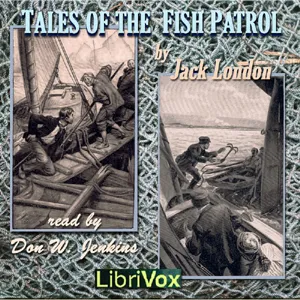 TALES OF THE FISH PATROL
by
Jack London
read by
Don W. Jenkins
LibriVox